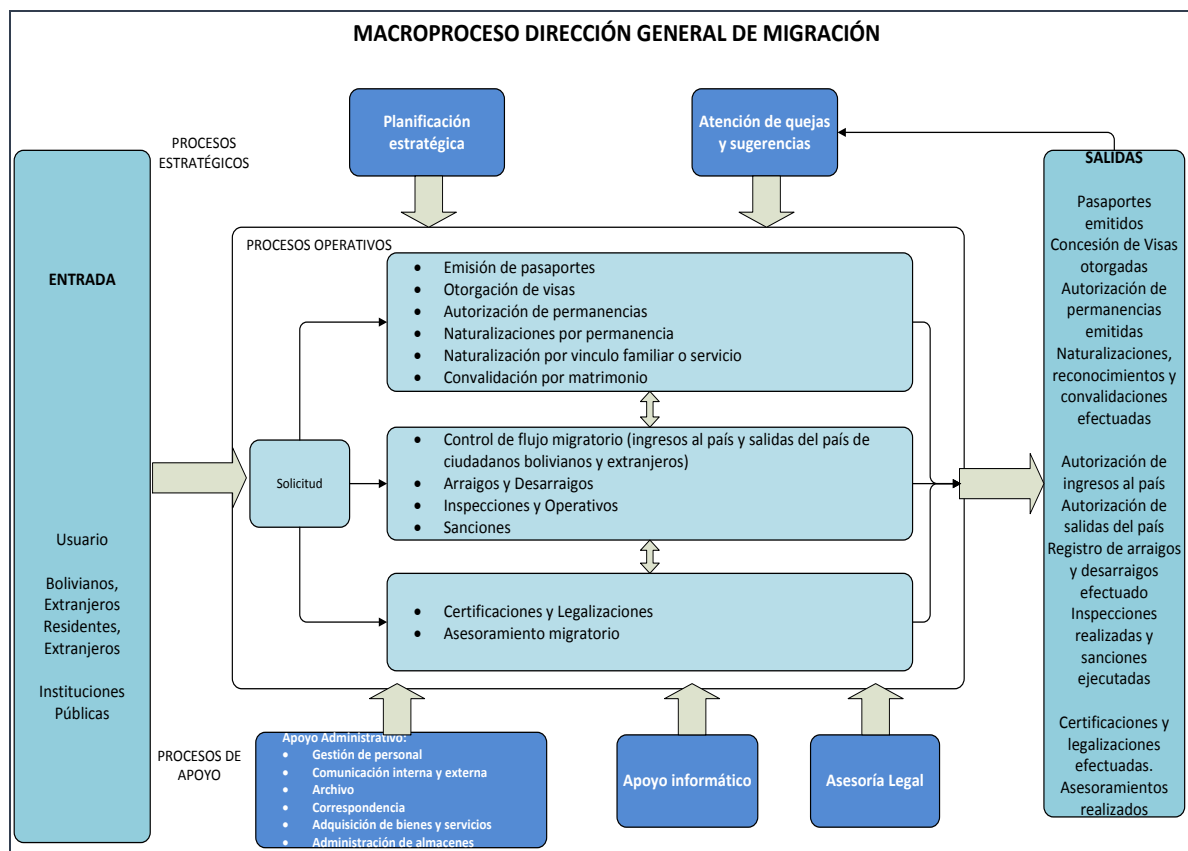 MACROPROCESO DIRECCIÓN GENERAL DE MIGRACIÓN
PROCESOS
ESTRATÉGICOS
Planificación
estratégica
Atención de quejas
y sugerencias
ENTRADA
Usuario
Bolivianos,
Extranjeros
Residentes,
Extranjeros
Instituciones
Públicas
PROCESOS OPERATIVOS
Solicitud
• Emisión de pasaportes
• Otorgación de visas
• Autorización de permanencias
• Naturalizaciones por permanencia
• Naturalización por vinculo familiar o servicio
• Convalidación por matrimonio
• Control de flujo migratorio (ingresos al país y salidas del país de
ciudadanos bolivianos y extranjeros)
• Arraigos y Desarraigos
• Inspecciones y Operativos
• Sanciones
• Certificaciones y Legalizaciones
• Asesoramiento migratorio
SALIDAS
Pasaportes
emitidos
Concesión de Visas
otorgadas
Autorización de
permanencias
emitidas
Naturalizaciones,
reconocimientos y
convalidaciones
efectuadas
Autorización de
ingresos al país
Autorización de
salidas del país
Registro de arraigos
y desarraigos
efectuado
Inspecciones
realizadas y
sanciones
ejecutadas
Certificaciones y
legalizaciones
efectuadas.
Asesoramientos
realizados
PROCESOS DE
APOYO
Apoyo Administrativo:
• Gestión de personal
• Comunicación interna y externa
• Archivo
• Correspondencia
• Adquisición de bienes y servicios
• Administración de almacenes
Apoyo informático
Asesoría Legal